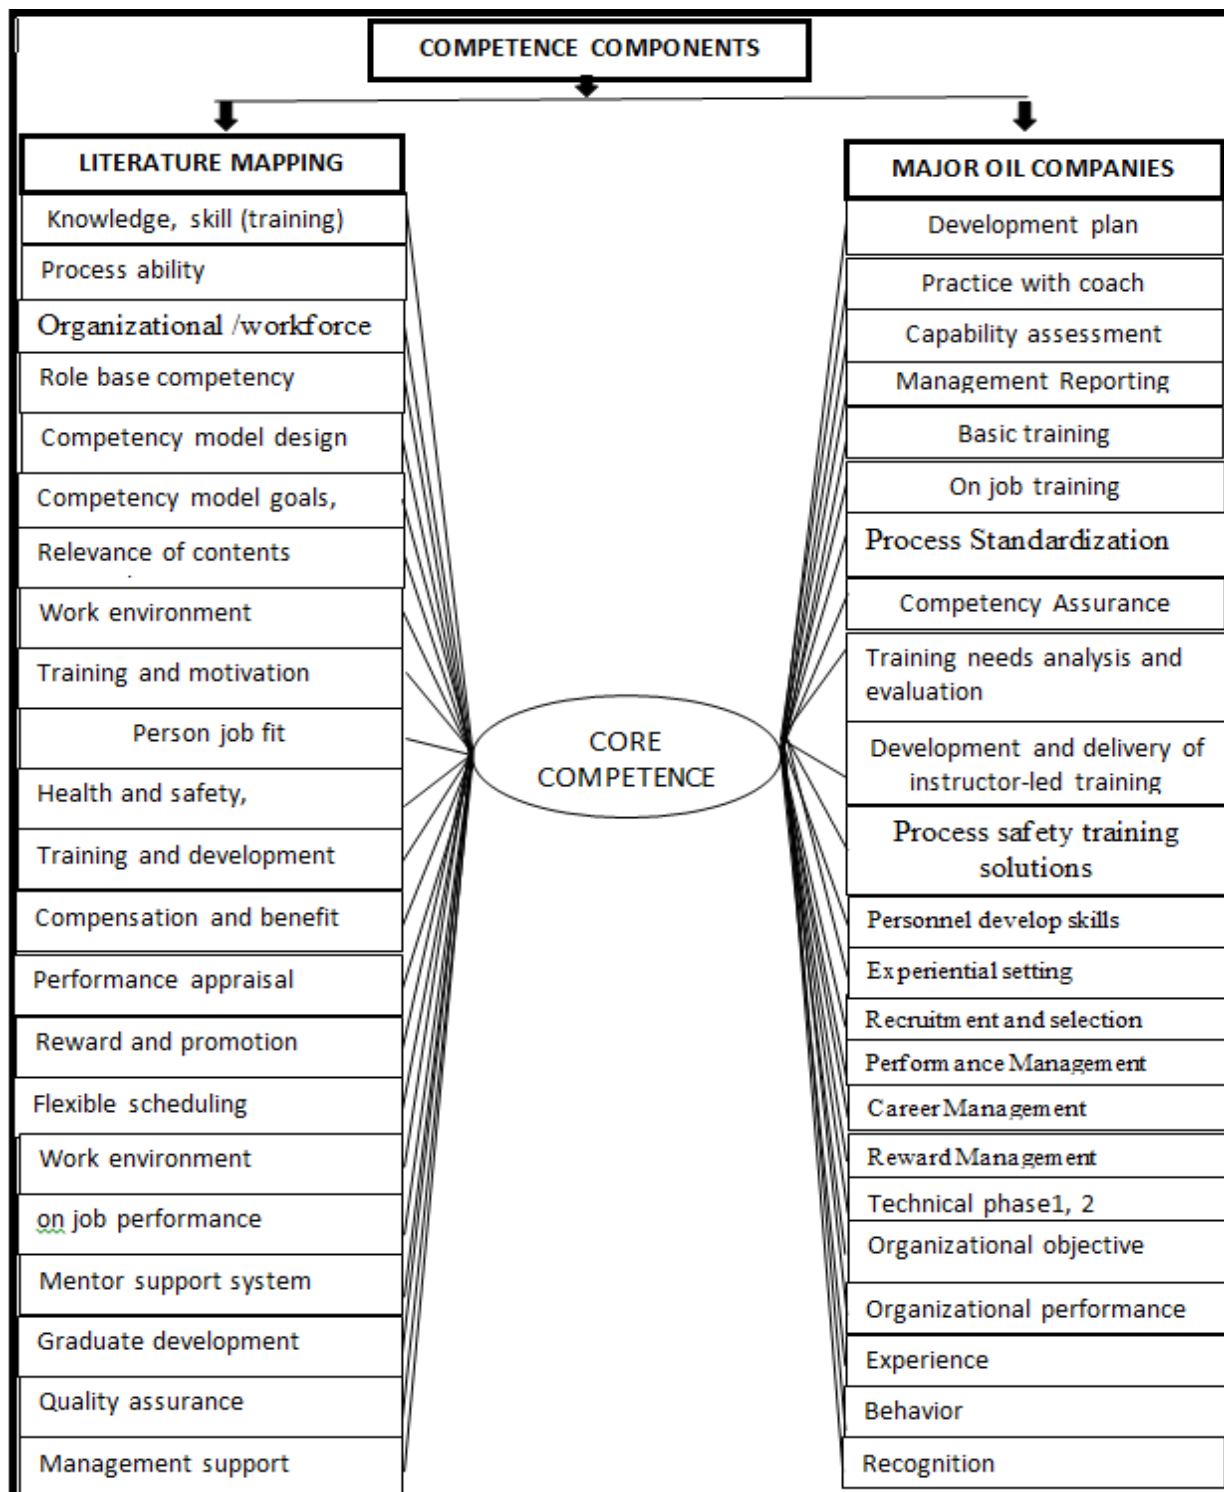 COMPETENCE COMPONENTS
LITERATURE MAPPING
Knowledge, skill (training)
Process ability
Organizational /workforce
Role base competency
Competency model design
Competency model goals,
Relevance of contents
Work environment
Training and motivation
Person job fit
Health and safety,
Training and development
Compensation and benefit
Performance appraisal
Reward and promotion
Flexible scheduling
Work environment
on job performance
Mentor support system
Graduate development
Quality assurance
Management support
CORE
COMPETENCE
MAJOR OIL COMPANIES
Development plan
Practice with coach
Capability assessment
Management Reporting
Basic training
On job training
Process Standardization
Competency Assurance
Training needs analysis and
evaluation
Development and delivery of
instructor-led training
Process safety training
solutions
Personnel develop skills
Experiential setting
Recruitment and selection
Performance Management
Career Management
Reward Management
Technical phase1, 2
Organizational objective
Organizational performance
Experience
Behavior
Recognition